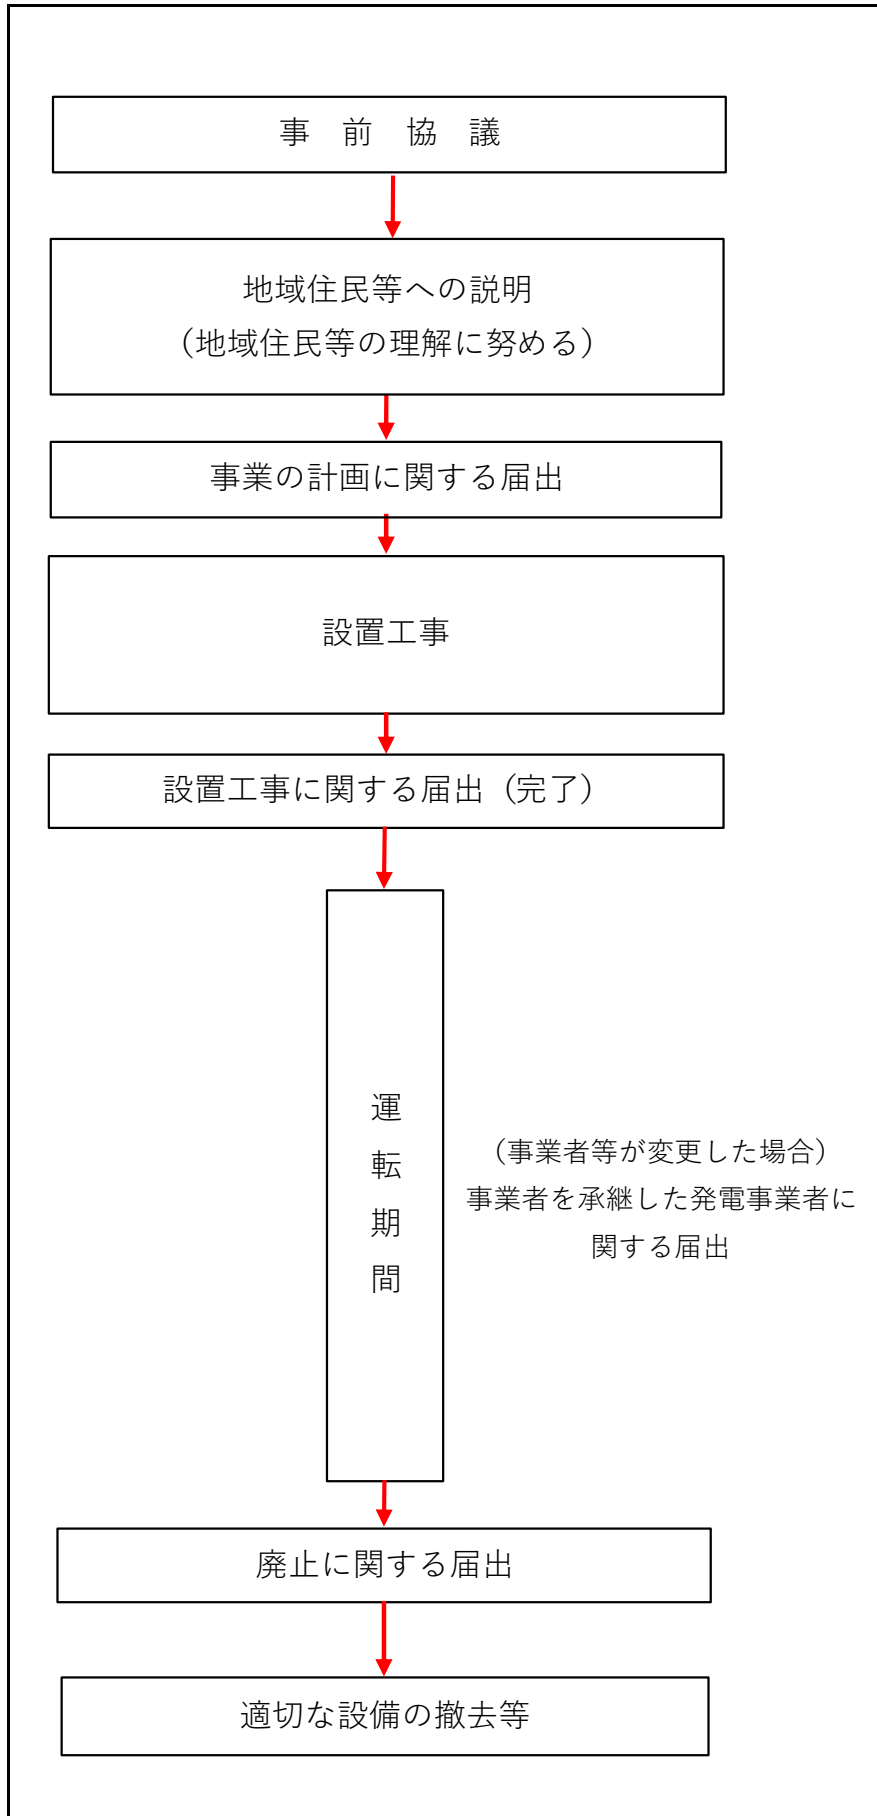 事　前　協　議
地域住民等への説明
（地域住民等の理解に努める）
事業の計画に関する届出
設置工事
設置工事に関する届出（完了）
運
転
期
間
（事業者等が変更した場合）
事業者を承継した発電事業者に
関する届出
廃止に関する届出
適切な設備の撤去等